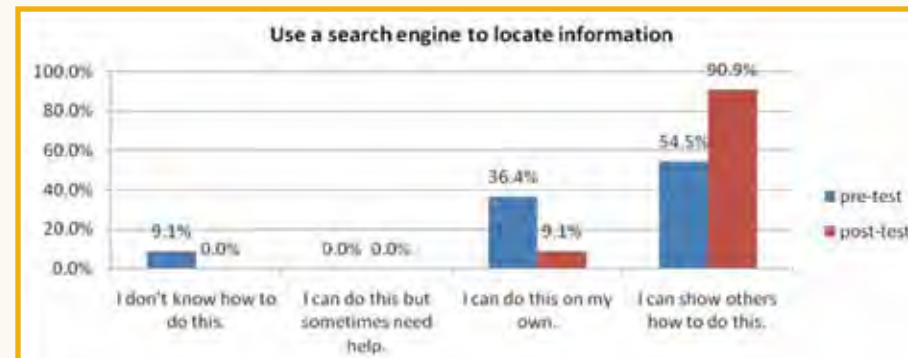 Use a search engine to locate information
100.0%
80.0%
60.0%
40.0%
20.0%
0.0%
9.1%
0.0%
0.0% 0.0%
36.4%
9.1%
54.5%
90.9%
I don't know how to
do this.
I can do this but
sometimes need
help.
I can do this on my
own.
I can show others
how to do this.
pre-test
post-test